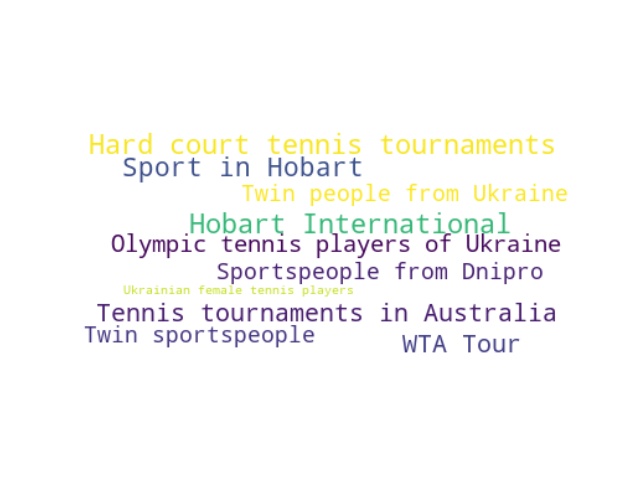 Hard court tennis tournaments
Sport in Hobart
Twin people from Ukraine
Hobart International
Olympic tennis players of Ukraine
Sportspeople from Dnipro
Ukrainian female tennis players
Tennis tournaments in Australia
Twin sportspeople
WTA Tour